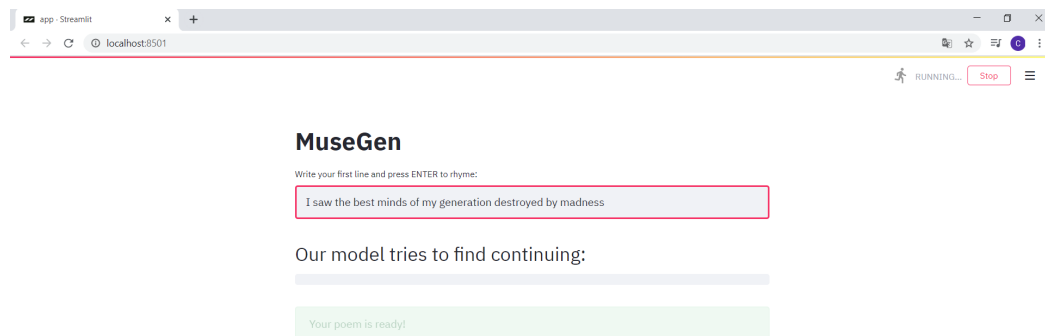 app · Streamlit
localhost:8501
C
RUNNING...
Stop
MuseGen
Write your first line and press ENTER to rhyme:
I saw the best minds of my generation destroyed by madness
Our model tries to find continuing:
Your poem is ready!